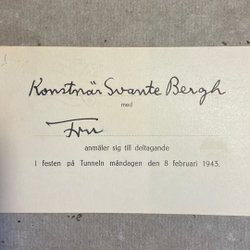 Konstnär Svante Bergh
med
Fru
anmäler sig till deltagande
i festen på Tunneln måndagen den 8 februari 1943.